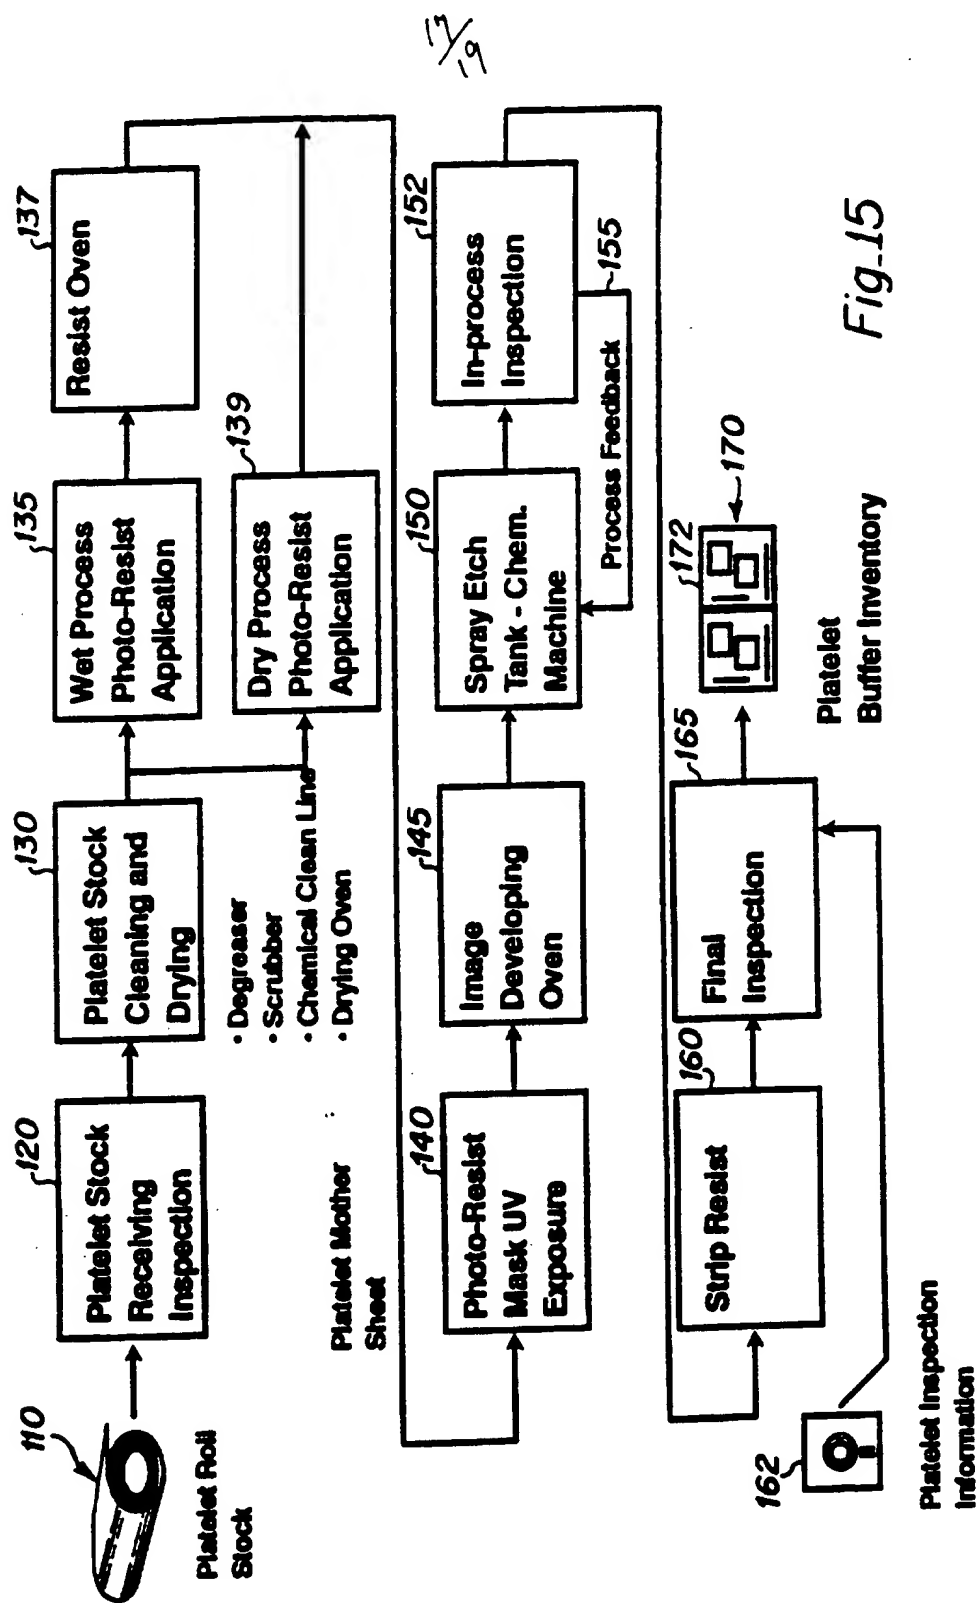 17/19
110
Platelet Roll
Stock
120
Platelet Stock
Receiving
Inspection
130
Platelet Stock
Cleaning and
Drying
• Degreaser
• Scrubber
• Chemical Clean Line
• Drying Oven
135
Wet Process
Photo-Resist
Application
137
Resist Oven
139
Dry Process
Photo-Resist
Application
Platelet Mother
Sheet
140
Photo-Resist
Mask UV
Exposure
145
Image
Developing
Oven
150
Spray Etch
Tank - Chem.
Machine
152
In-process
Inspection
155
Process Feedback
160
Strip Resist
162
Platelet Inspection
Information
165
Final
Inspection
172
170
Platelet
Buffer Inventory
Fig_15